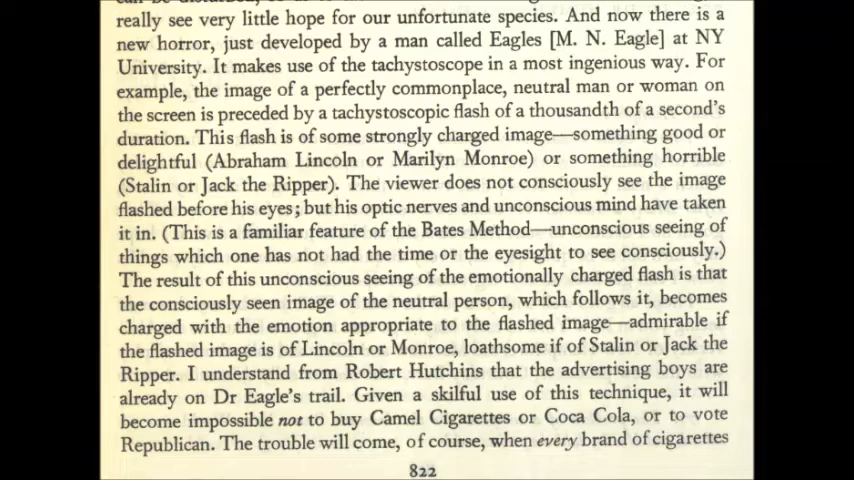 really see very little hope for our unfortunate species. And now there is a
new horror, just developed by a man called Eagles [M. N. Eagle] at NY
University. It makes use of the tachystoscope in a most ingenious way. For
example, the image of a perfectly commonplace, neutral man or woman on
the screen is preceded by a tachystoscopic flash of a thousandth of a second's
duration. This flash is of some strongly charged image—something good or
delightful (Abraham Lincoln or Marilyn Monroe) or something horrible
(Stalin or Jack the Ripper). The viewer does not consciously see the image
flashed before his eyes; but his optic nerves and unconscious mind have taken
it in. (This is a familiar feature of the Bates Method—unconscious seeing of
things which one has not had the time or the eyesight to see consciously.)
The result of this unconscious seeing of the emotionally charged flash is that
the consciously seen image of the neutral person, which follows it, becomes
charged with the emotion appropriate to the flashed image—admirable if
the flashed image is of Lincoln or Monroe, loathsome if of Stalin or Jack the
Ripper. I understand from Robert Hutchins that the advertising boys are
already on Dr Eagle's trail. Given a skilful use of this technique, it will
become impossible not to buy Camel Cigarettes or Coca Cola, or to vote
Republican. The trouble will come, of course, when every brand of cigarettes
822